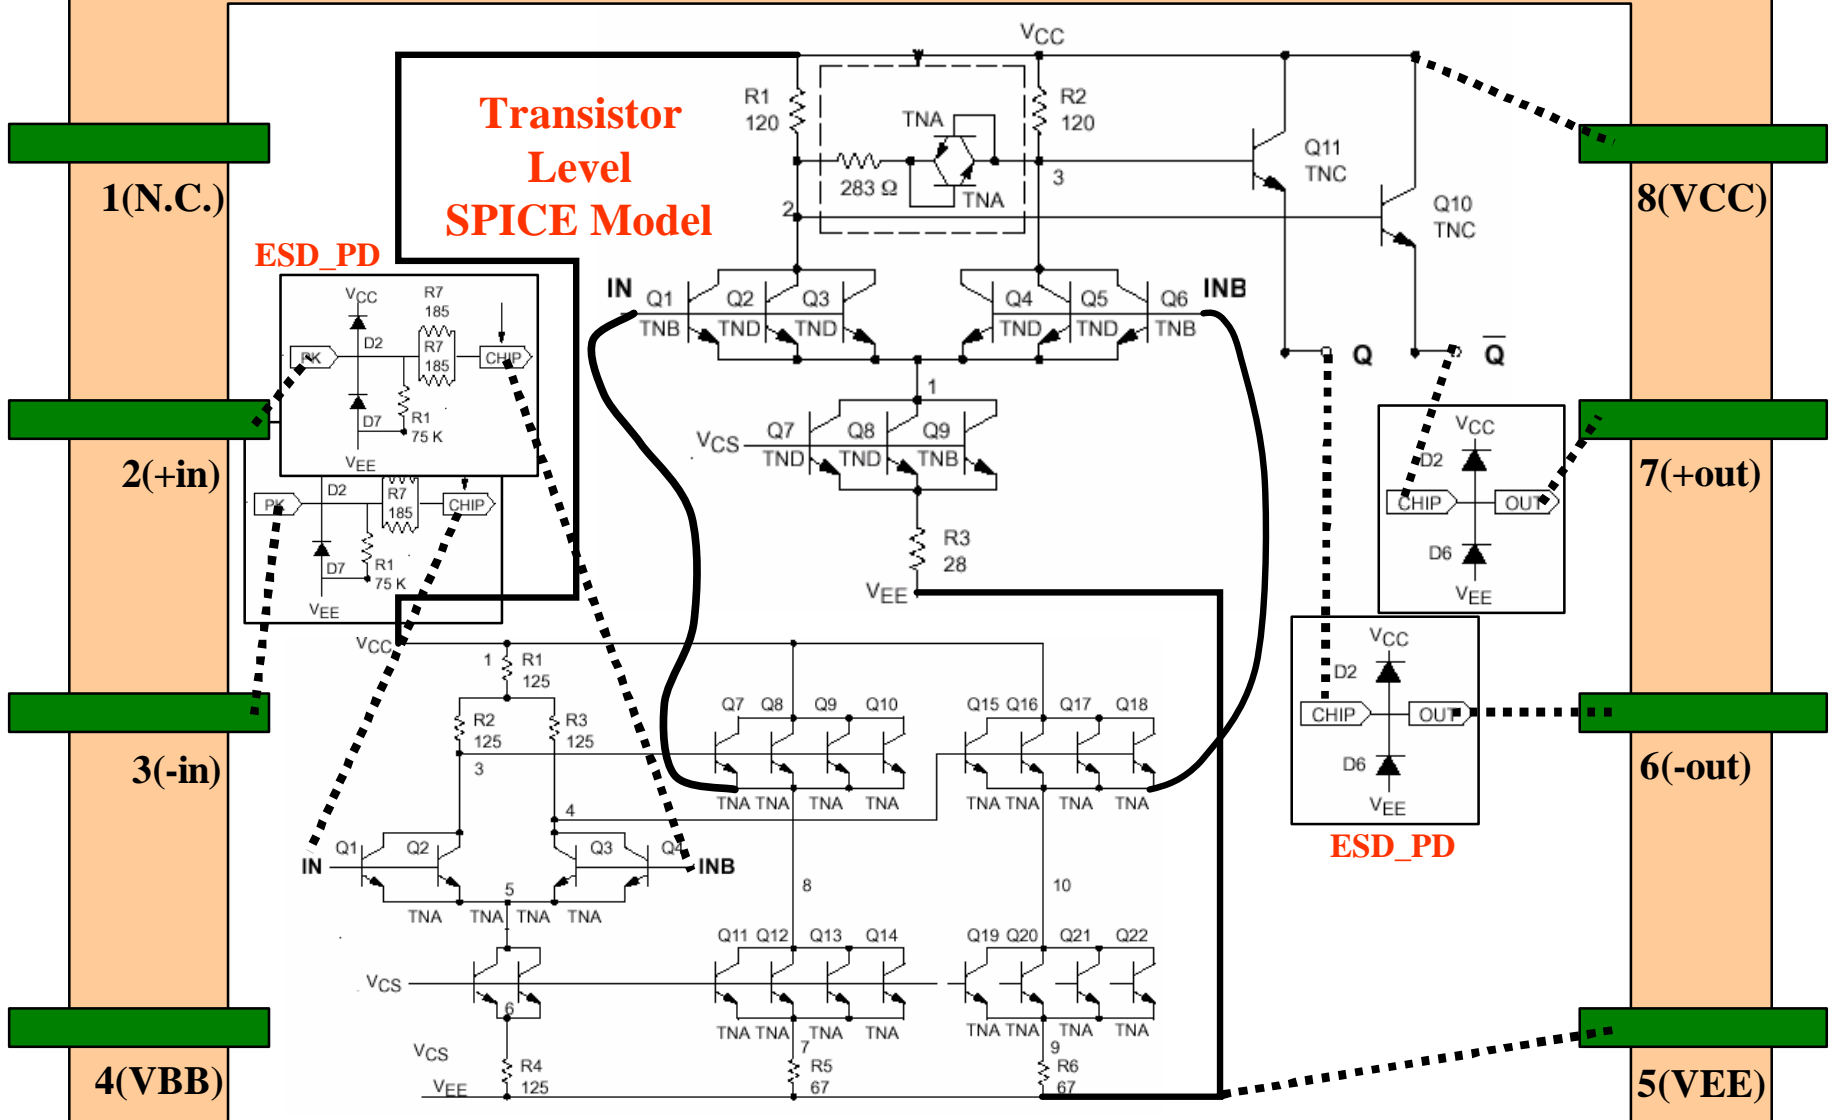 VCC
Transistor
Level
SPICE Model
R1
120
TNA
R2
120
283 Ω
TNA
3
2
Q11
TNC
Q10
TNC
1(N.C.)
8(VCC)
ESD_PD
VCC
R7
185
D2
R7
185
PK
CHIP
D7
R1
75 K
VEE
2(+in)
D2
R7
185
PK
CHIP
D7
R1
75 K
VEE
IN
Q1
Q2
Q3
Q4
Q5
Q6
INB
TNB
TND
TND
TND
TND
TNB
1
Q
Q̅
VCS
Q7
Q8
Q9
TND
TND
TNB
R3
28
VEE
VCC
D2
CHIP
OUT
D6
VEE
7(+out)
VCC
D2
CHIP
OUT
D6
VEE
ESD_PD
6(-out)
3(-in)
VCC
1
R1
125
R2
125
R3
125
3
4
Q7
Q8
Q9
Q10
TNA
TNA
TNA
TNA
Q15
Q16
Q17
Q18
TNA
TNA
TNA
TNA
IN
Q1
Q2
Q3
Q4
INB
5
TNA
TNA
TNA
TNA
8
10
VCS
6
Q11
Q12
Q13
Q14
TNA
TNA
TNA
TNA
Q19
Q20
Q21
Q22
TNA
TNA
TNA
TNA
7
9
VCS
R4
125
R5
67
R6
67
VEE
4(VBB)
5(VEE)